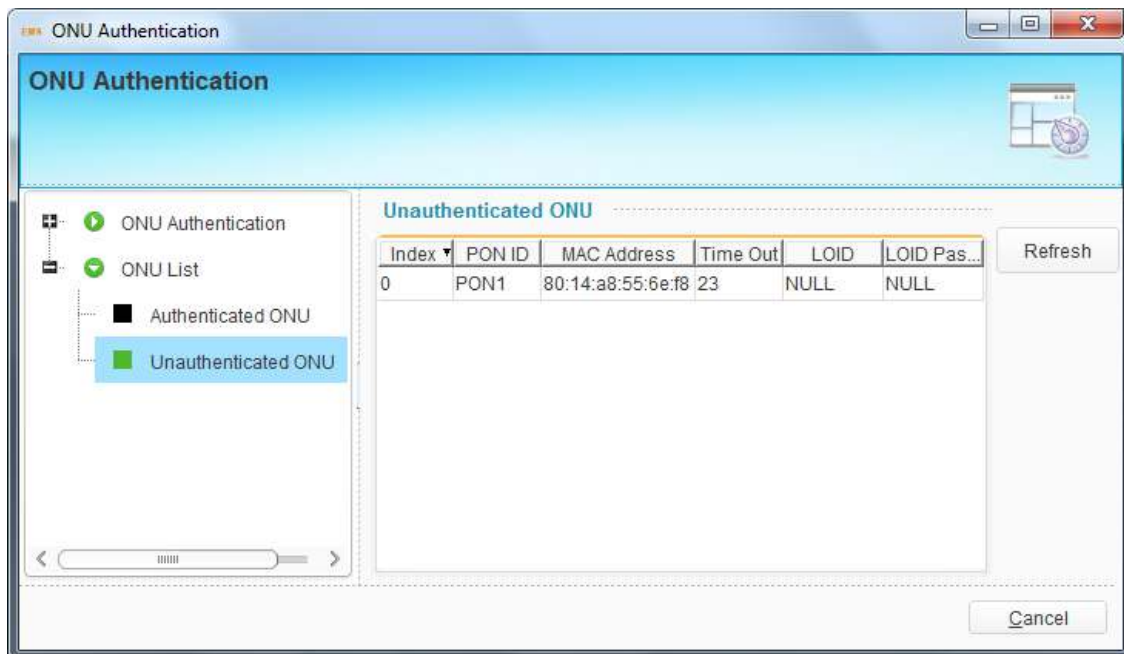 ONU Authentication
ONU Authentication
ONU Authentication
ONU List
Authenticated ONU
Unauthenticated ONU
Unauthenticated ONU
Index PON ID MAC Address Time Out LOID LOID Pas...
0 PON1 80:14:a8:55:6e:f8 23 NULL NULL
Refresh
Cancel